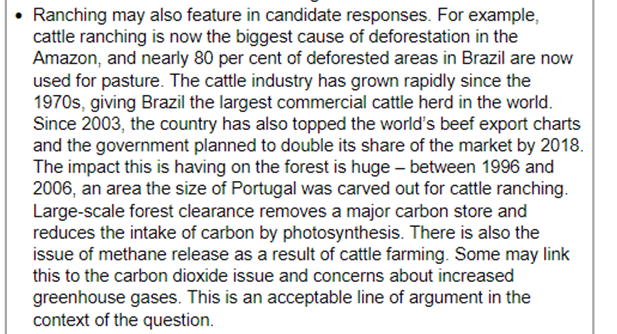 • Ranching may also feature in candidate responses. For example,
cattle ranching is now the biggest cause of deforestation in the
Amazon, and nearly 80 per cent of deforested areas in Brazil are now
used for pasture. The cattle industry has grown rapidly since the
1970s, giving Brazil the largest commercial cattle herd in the world.
Since 2003, the country has also topped the world’s beef export charts
and the government planned to double its share of the market by 2018.
The impact this is having on the forest is huge – between 1996 and
2006, an area the size of Portugal was carved out for cattle ranching.
Large-scale forest clearance removes a major carbon store and
reduces the intake of carbon by photosynthesis. There is also the
issue of methane release as a result of cattle farming. Some may link
this to the carbon dioxide issue and concerns about increased
greenhouse gases. This is an acceptable line of argument in the
context of the question.